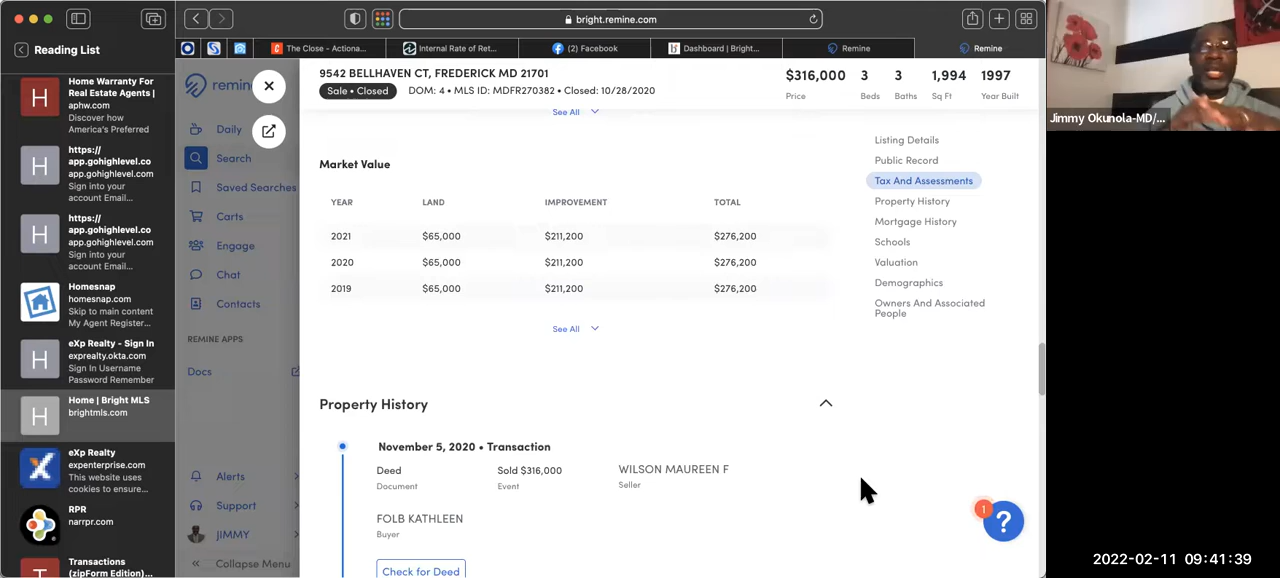 bright.remine.com
Reading List
The Close - Actiona...
Internal Rate of Ret...
(2) Facebook
Dashboard | Bright...
Remine
Remine
Home Warranty For
Real Estate Agents |
aphw.com
Discover how
America's Preferred
H
https://
app.gohighlevel.co
app.gohighlevel.com
Sign into your
account Email...
H
https://
app.gohighlevel.co
app.gohighlevel.com
Sign into your
account Email...
H
Homesnap
homesnap.com
Skip to main content
My Agent Register...
eXp Realty - Sign In
exprealty.okta.com
Sign In Username
Password Remember
H
Home | Bright MLS
brightmls.com
H
eXp Realty
expenterprise.com
This website uses
cookies to ensure...
RPR
narrpr.com
Transactions
(zipForm Edition)...
T
Daily
Search
Saved Searches
Carts
Engage
Chat
Contacts
REMINE APPS
Docs
Alerts
Support
JIMMY
Collapse Menu
9542 BELLHAVEN CT, FREDERICK MD 21701
Sale • Closed
DOM: 4 • MLS ID: MDFR270382 • Closed: 10/28/2020
$316,000 3 3 1,994 1997
Price Beds Baths Sq Ft Year Built
See All
Market Value
YEAR LAND IMPROVEMENT TOTAL
2021 $65,000 $211,200 $276,200
2020 $65,000 $211,200 $276,200
2019 $65,000 $211,200 $276,200
See All
Property History
November 5, 2020 • Transaction
Deed Sold $316,000 WILSON MAUREEN F
Document Event Seller
FOLB KATHLEEN
Buyer
Check for Deed
Listing Details
Public Record
Tax And Assessments
Property History
Mortgage History
Schools
Valuation
Demographics
Owners And Associated
People
1
?
Jimmy Okunola-MD/...
2022-02-11 09:41:39